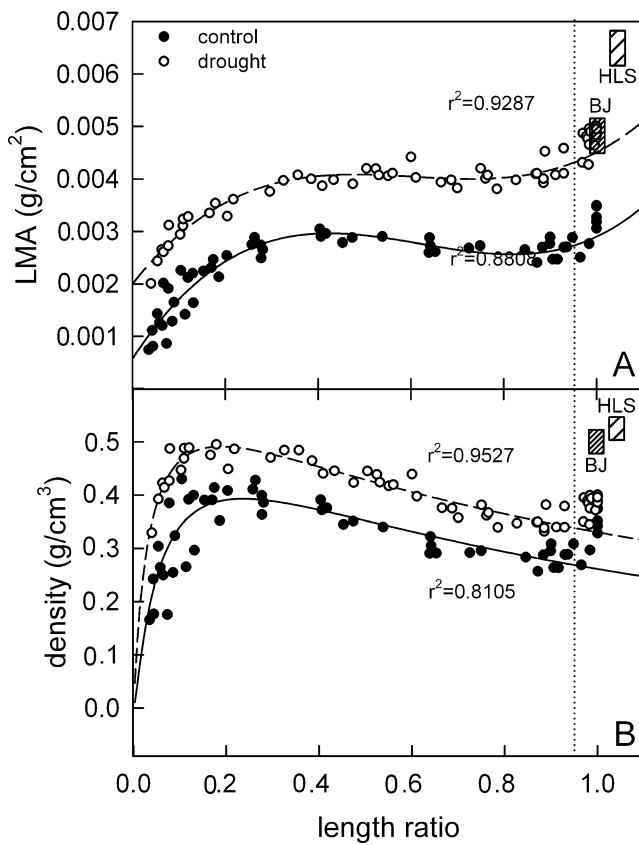 0.007
0.006
0.005
0.004
0.003
0.002
0.001
LMA (g/cm²)
control
drought
HLS
BJ
r²=0.9287
r²=0.8808
A
HLS
BJ
0.5
0.4
0.3
0.2
0.1
0.0
density (g/cm³)
r²=0.9527
r²=0.8105
B
0.0 0.2 0.4 0.6 0.8 1.0
length ratio